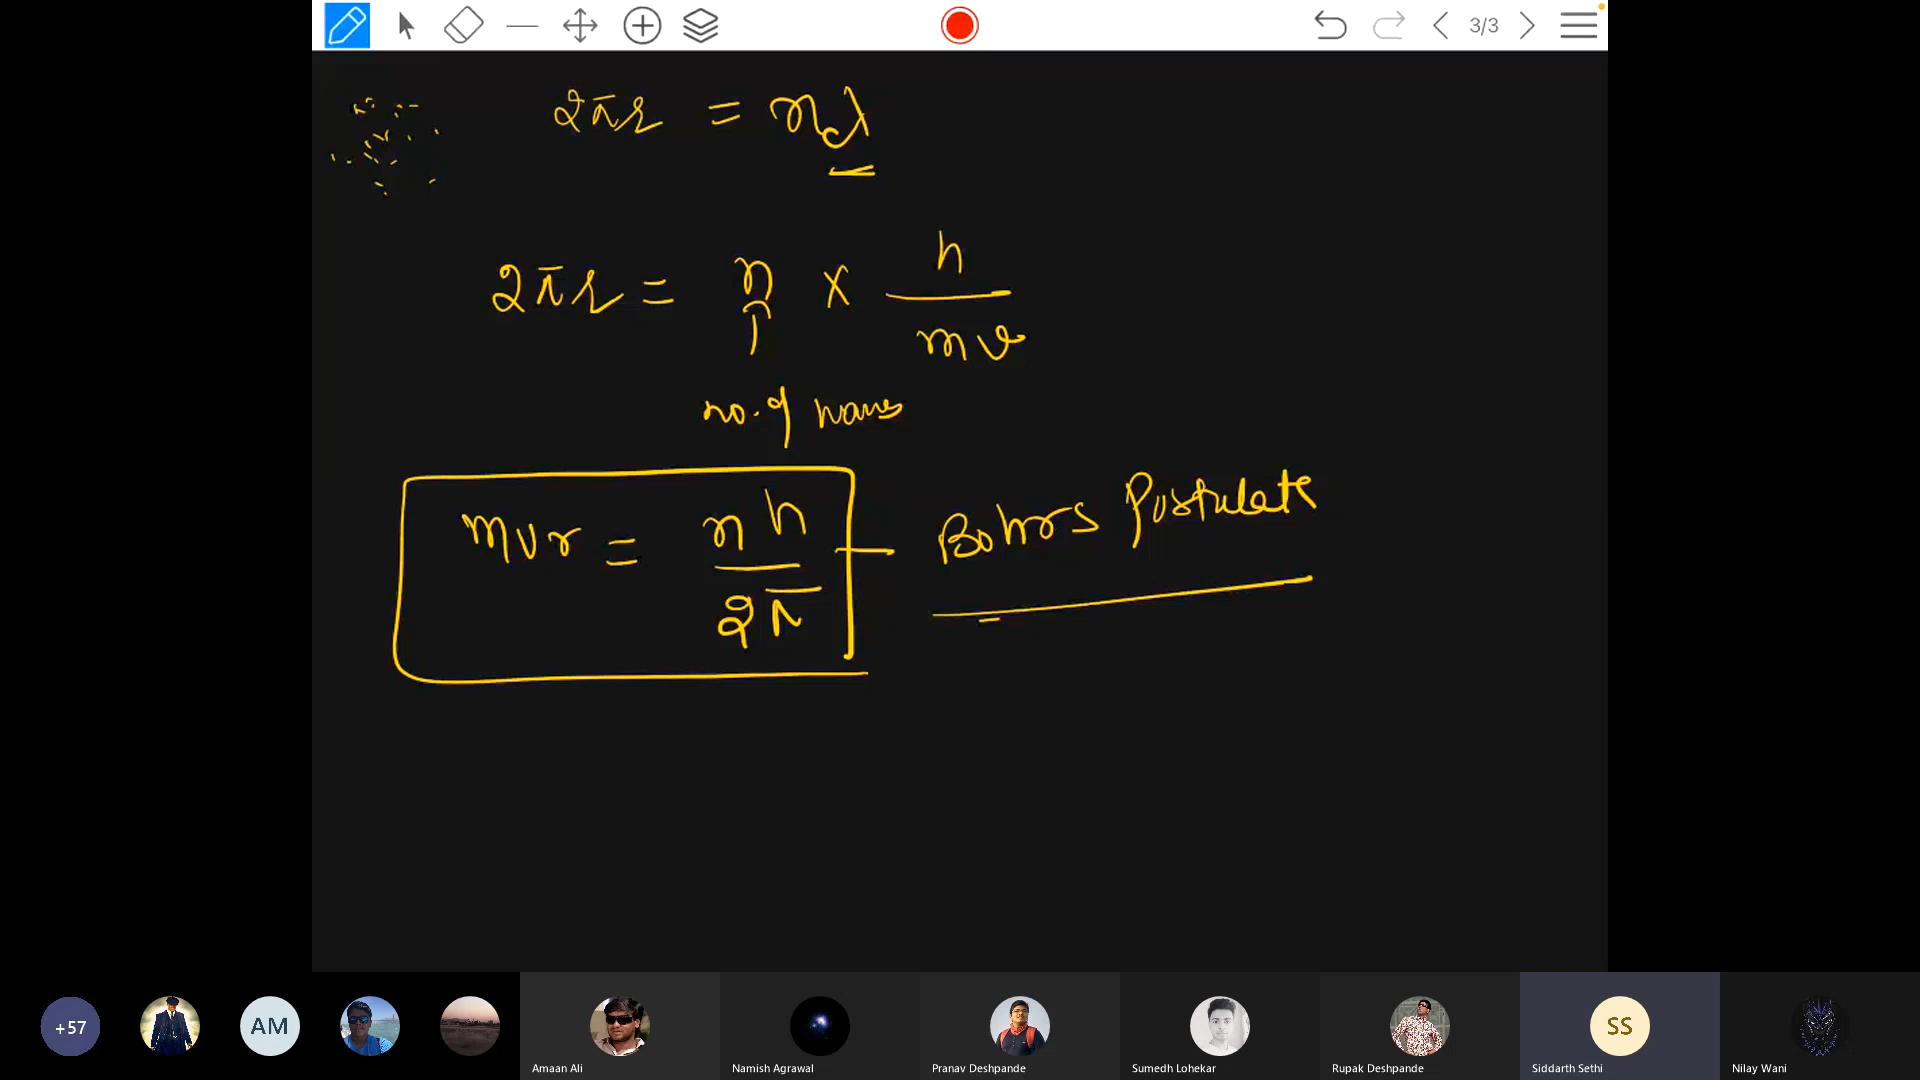 3/3
2πr = nλ
2πr = n × h/mv
no. of waves
mvr = nh/2π
Bohrs Postulate
+57
AM
SS
Amaan Ali
Namish Agrawal
Pranav Deshpande
Sumedh Lohekar
Rupak Deshpande
Siddarth Sethi
Nilay Wani